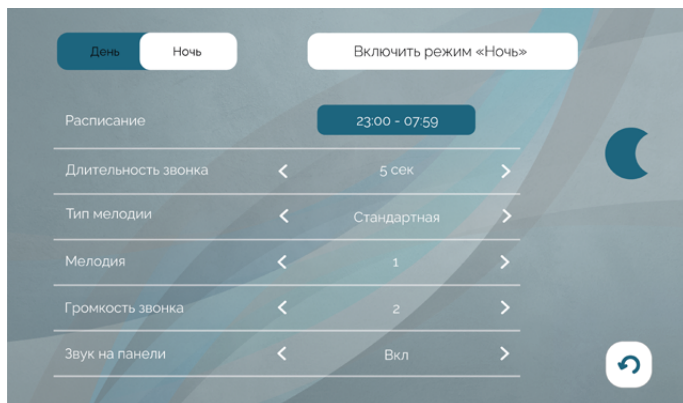 День Ночь Включить режим «Ночь»
Расписание 23:00 - 07:59
Длительность звонка 5 сек
Тип мелодии Стандартная
Мелодия 1
Громкость звонка 2
Звук на панели Вкл